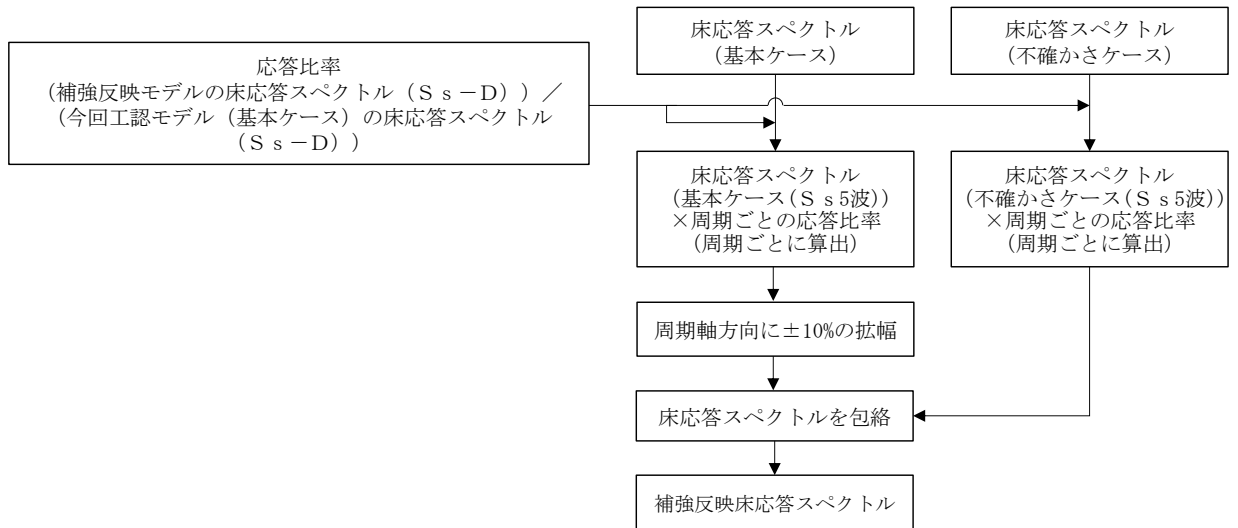 床応答スペクトル
(基本ケース)
床応答スペクトル
(不確かさケース)
応答比率
(補強反映モデルの床応答スペクトル(Ｓｓ－Ｄ))／
(今回工認モデル(基本ケース)の床応答スペクトル
(Ｓｓ－Ｄ))
床応答スペクトル
(基本ケース(Ｓｓ5波))
×周期ごとの応答比率
(周期ごとに算出)
床応答スペクトル
(不確かさケース(Ｓｓ5波))
×周期ごとの応答比率
(周期ごとに算出)
周期軸方向に±10%の拡幅
床応答スペクトルを包絡
補強反映床応答スペクトル